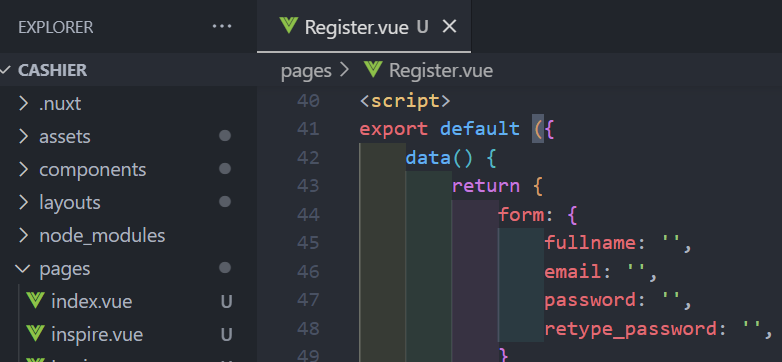 EXPLORER ...
CASHIER
.nuxt
assets
components
layouts
node_modules
pages
index.vue U
inspire.vue U
Register.vue U
pages > Register.vue
40 <script>
41 export default ({
42 data() {
43 return {
44 form: {
45 fullname: '',
46 email: '',
47 password: '',
48 retype_password: '',
49 }